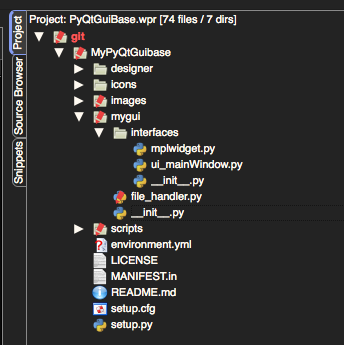 Project: PyQtGuiBase.wpr [74 files / 7 dirs]
Project
Source Browser
Snippets
git
MyPyQtGuibase
designer
icons
images
mygui
interfaces
mplwidget.py
ui_mainWindow.py
__init__.py
file_handler.py
__init__.py
scripts
environment.yml
LICENSE
MANIFEST.in
README.md
setup.cfg
setup.py